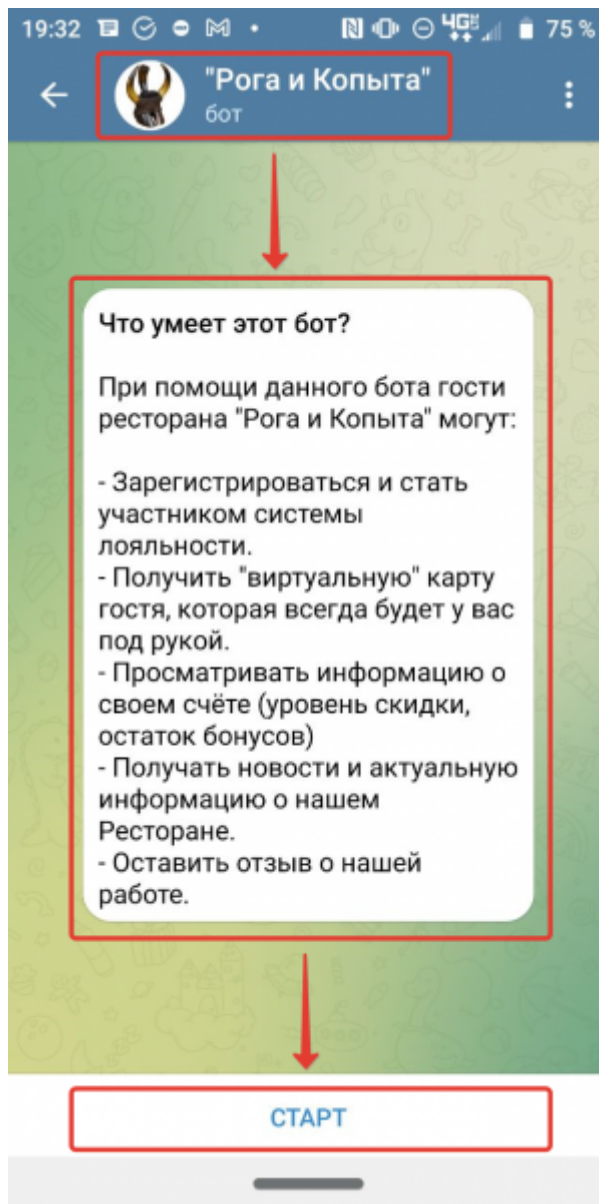 19:32
4G 75 %
"Рога и Копыта"
бот
Что умеет этот бот?
При помощи данного бота гости
ресторана "Рога и Копыта" могут:
- Зарегистрироваться и стать
участником системы
лояльности.
- Получить "виртуальную" карту
гостя, которая всегда будет у вас
под рукой.
- Просматривать информацию о
своем счёте (уровень скидки,
остаток бонусов)
- Получать новости и актуальную
информацию о нашем
Ресторане.
- Оставить отзыв о нашей
работе.
СТАРТ